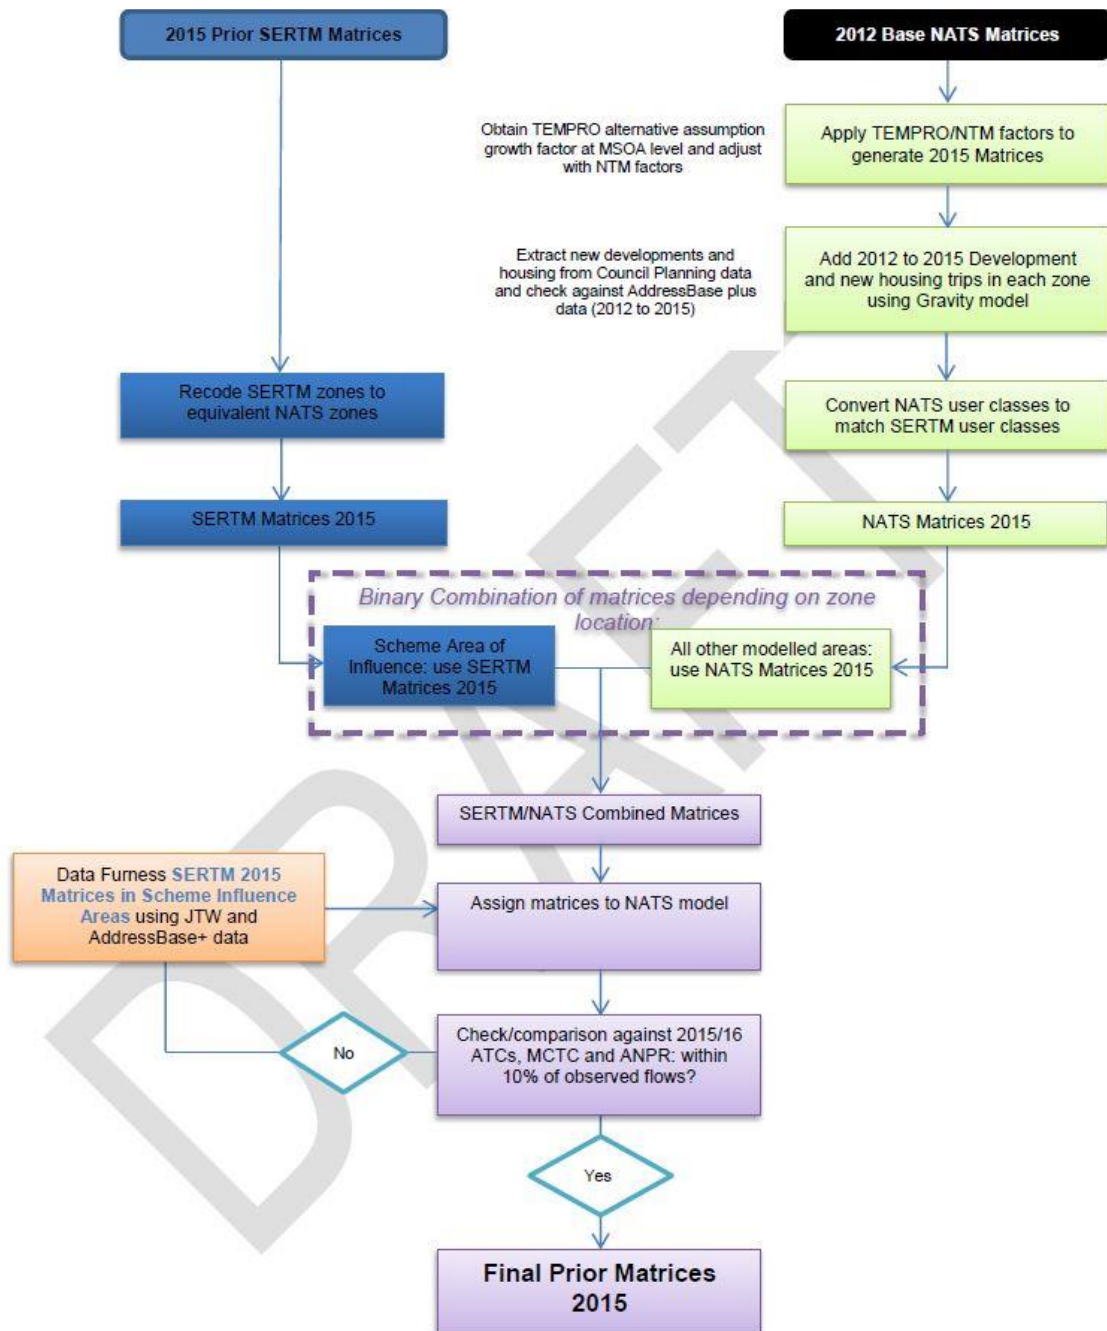 2015 Prior SERTM Matrices
2012 Base NATS Matrices
Obtain TEMPRO alternative assumption
growth factor at MSOA level and adjust
with NTM factors
Apply TEMPRO/NTM factors to
generate 2015 Matrices
Extract new developments and
housing from Council Planning data
and check against AddressBase plus
data (2012 to 2015)
Add 2012 to 2015 Development
and new housing trips in each zone
using Gravity model
Recode SERTM zones to
equivalent NATS zones
Convert NATS user classes to
match SERTM user classes
SERTM Matrices 2015
NATS Matrices 2015
Binary Combination of matrices depending on zone
location:
Scheme Area of
Influence: use SERTM
Matrices 2015
All other modelled areas:
use NATS Matrices 2015
SERTM/NATS Combined Matrices
Data Furness SERTM 2015
Matrices in Scheme Influence
Areas using JTW and
AddressBase+ data
Assign matrices to NATS model
Check/comparison against 2015/16
ATCs, MCTC and ANPR: within
10% of observed flows?
No
Yes
Final Prior Matrices
2015
DRAFT